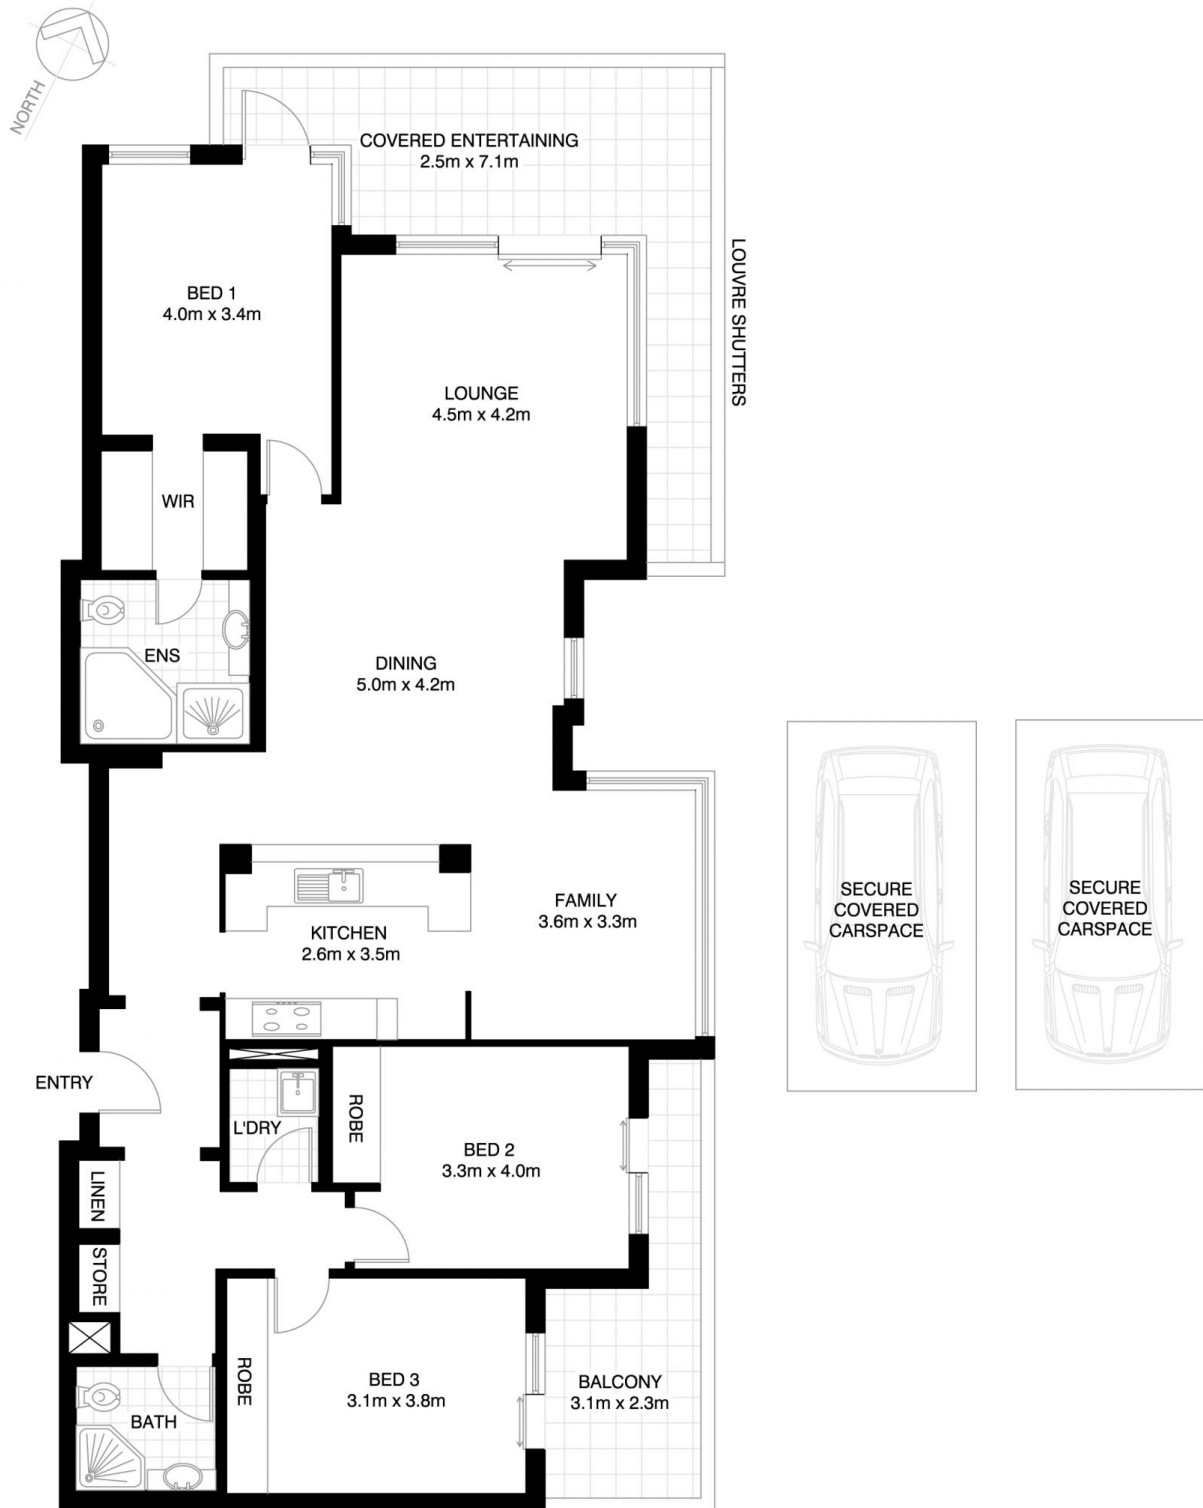 NORTH
COVERED ENTERTAINING
2.5m x 7.1m
LOUVRE SHUTTERS
BED 1
4.0m x 3.4m
LOUNGE
4.5m x 4.2m
WIR
ENS
DINING
5.0m x 4.2m
SECURE
COVERED
CARSPACE
SECURE
COVERED
CARSPACE
FAMILY
3.6m x 3.3m
KITCHEN
2.6m x 3.5m
ENTRY
L'DRY
ROBE
BED 2
3.3m x 4.0m
LINEN
STORE
ROBE
BED 3
3.1m x 3.8m
BALCONY
3.1m x 2.3m
BATH